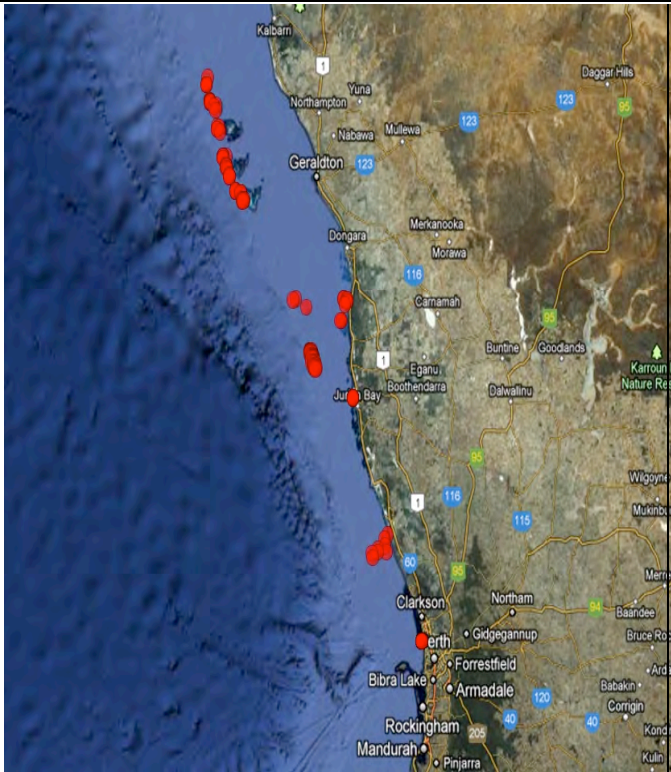 Kalbarri
1
Daggar Hills
Yuna
Northampton
123
95
123
Nabawa
Mullewa
Geraldton
123
Merkanooka
Dongara
Morawa
116
Carnamah
95
Buntine
Goodlands
1
Karroun
Nature Res
Eganu
Boothendarra
Dalwallinu
Bay
95
Wilgoyne
116
1
Mukinbu
115
60
95
Merre
Clarkson
Northam
94
Baandee
erth
Gidgegannup
Bruce Roc
Forrestfield
Bibra Lake
Armadale
Babakin
120
Corrigin
Rockingham
40
40
205
Kond
Mandurah
Pinjarra
Kulin